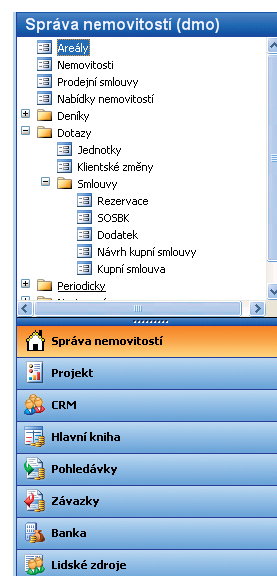 Správa nemovitostí (dmo)
Areály
Nemovitosti
Prodejní smlouvy
Nabídky nemovitostí
Deníky
Dotazy
Jednotky
Klientské změny
Smlouvy
Rezervace
SOSBK
Dodatek
Návrh kupní smlouvy
Kupní smlouva
Periodicky
Správa nemovitostí
Projekt
CRM
Hlavní kniha
Pohledávky
Závazky
Banka
Lidské zdroje